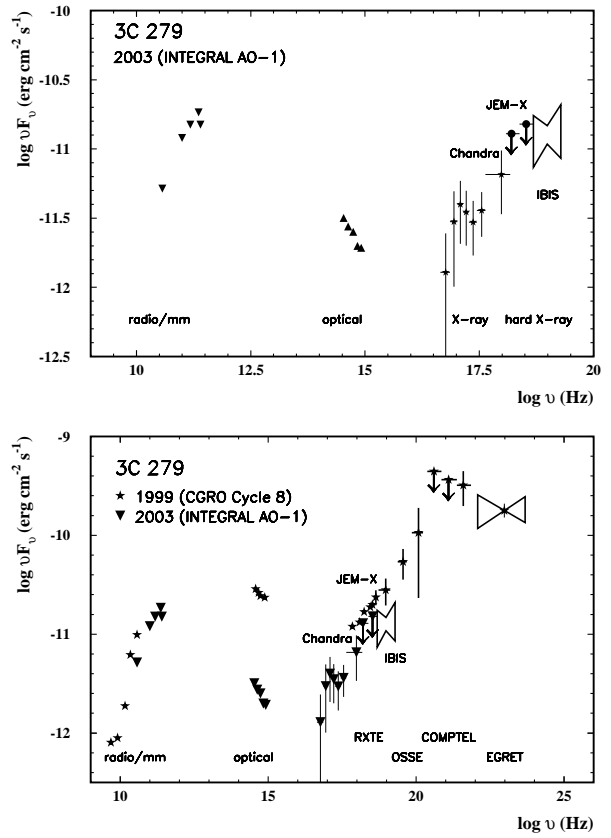 -10
3C 279
2003 (INTEGRAL AO-1)
log υFυ (erg cm-2 s-1)
-10.5
JEM-X
-11
Chandra
IBIS
-11.5
-12
radio/mm optical X-ray hard X-ray
-12.5
10 12.5 15 17.5 20
log υ (Hz)
-9
3C 279
★ 1999 (CGRO Cycle 8)
▼ 2003 (INTEGRAL AO-1)
log υFυ (erg cm-2 s-1)
-10
JEM-X
-11
Chandra
IBIS
-12
RXTE COMPTEL
radio/mm optical OSSE EGRET
10 15 20 25
log υ (Hz)